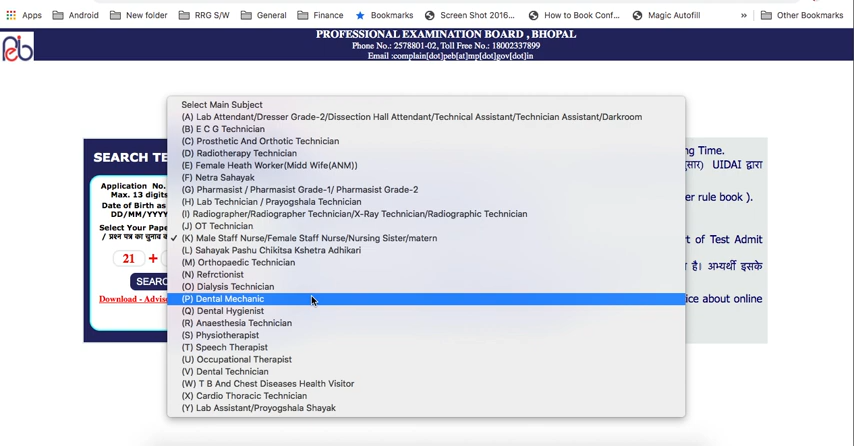 Apps Android New folder RRG S/W General Finance Bookmarks Screen Shot 2016... How to Book Conf... Magic Autofill » Other Bookmarks
PROFESSIONAL EXAMINATION BOARD , BHOPAL
Phone No.: 2578801-02, Toll Free No.: 18002337899
Email :complain[dot]peb[at]mp[dot]gov[dot]in
peb
Select Main Subject
(A) Lab Attendant/Dresser Grade-2/Dissection Hall Attendant/Technical Assistant/Technician Assistant/Darkroom
(B) E C G Technician
(C) Prosthetic And Orthotic Technician
(D) Radiotherapy Technician
(E) Female Heath Worker(Midd Wife(ANM))
(F) Netra Sahayak
(G) Pharmasist / Pharmasist Grade-1/ Pharmasist Grade-2
(H) Lab Technician / Prayogshala Technician
(I) Radiographer/Radiographer Technician/X-Ray Technician/Radiographic Technician
(J) OT Technician
✓ (K) Male Staff Nurse/Female Staff Nurse/Nursing Sister/matern
(L) Sahayak Pashu Chikitsa Kshetra Adhikari
(M) Orthopaedic Technician
(N) Refrctionist
(O) Dialysis Technician
(P) Dental Mechanic
(Q) Dental Hygienist
(R) Anaesthesia Technician
(S) Physiotherapist
(T) Speech Therapist
(U) Occupational Therapist
(V) Dental Technician
(W) T B And Chest Diseases Health Visitor
(X) Cardio Thoracic Technician
(Y) Lab Assistant/Proyogshala Shayak
SEARCH TE
Application No.
Max. 13 digits
Date of Birth as
DD/MM/YYYY
Select Your Pape
/ प्रश्न पत्र का चुनाव क
21 +
SEARC
Download - Advis
ng Time.
सार) UIDAI द्वारा
er rule book ).
t of Test Admit
है। अभ्यर्थी इसके
ice about online